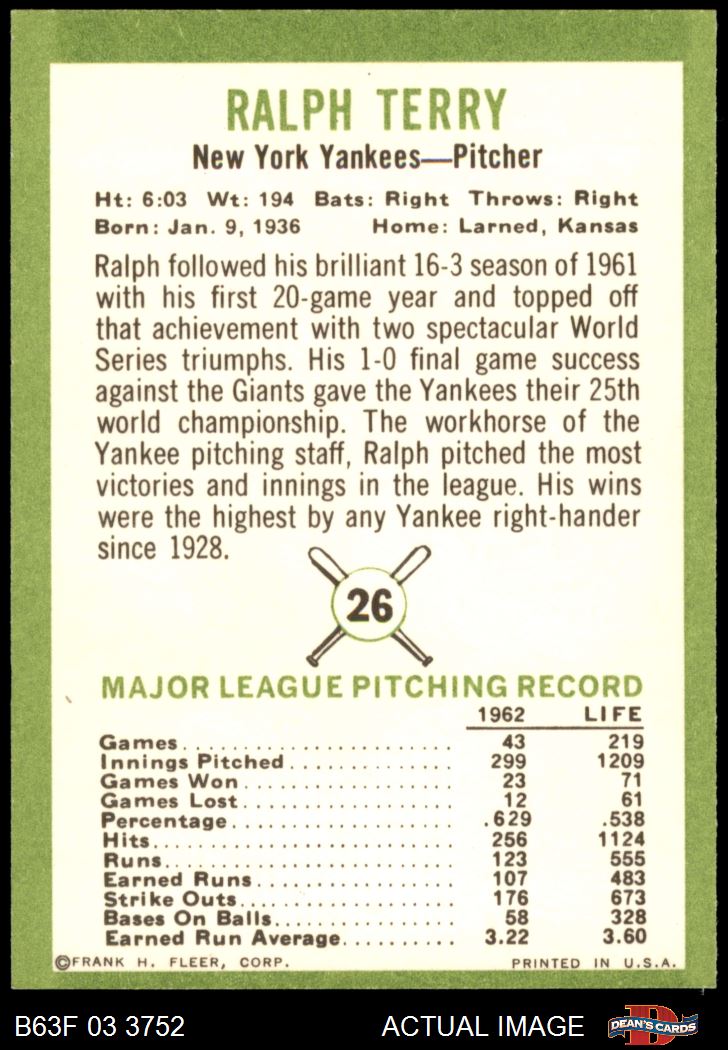 RALPH TERRY
New York Yankees—Pitcher
Ht: 6:03 Wt: 194 Bats: Right Throws: Right
Born: Jan. 9, 1936 Home: Larned, Kansas
Ralph followed his brilliant 16-3 season of 1961
with his first 20-game year and topped off
that achievement with two spectacular World
Series triumphs. His 1-0 final game success
against the Giants gave the Yankees their 25th
world championship. The workhorse of the
Yankee pitching staff, Ralph pitched the most
victories and innings in the league. His wins
were the highest by any Yankee right-hander
since 1928.
26
MAJOR LEAGUE PITCHING RECORD
1962 LIFE
Games 43 219
Innings Pitched 299 1209
Games Won 23 71
Games Lost 12 61
Percentage .629 .538
Hits 256 1124
Runs 123 555
Earned Runs 107 483
Strike Outs 176 673
Bases On Balls 58 328
Earned Run Average 3.22 3.60
©FRANK H. FLEER, CORP. PRINTED IN U.S.A.
B63F 03 3752 ACTUAL IMAGE D DEAN'S CARDS